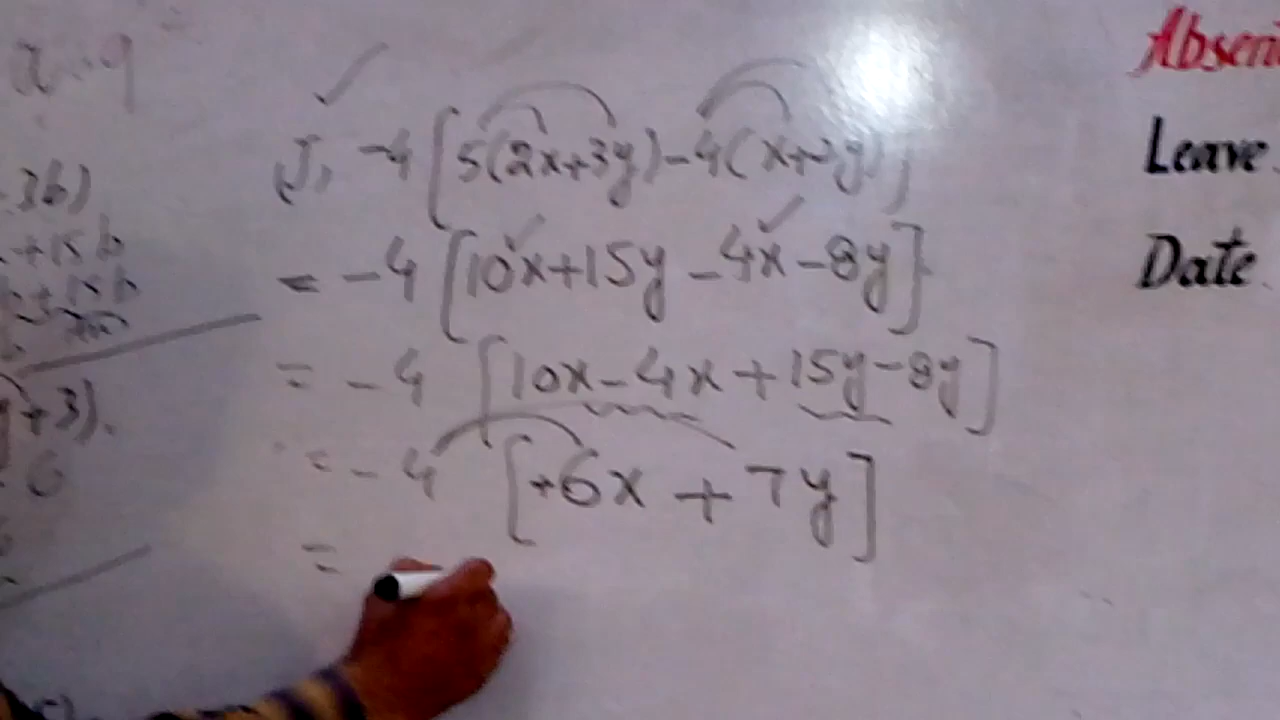 3b)
+15b
+3).
J, -4[5(2x+3y)-4(x+2y)]
= -4[10x+15y-4x-8y]
= -4[10x-4x+15y-8y]
= -4[+6x+7y]
=
Leave
Date